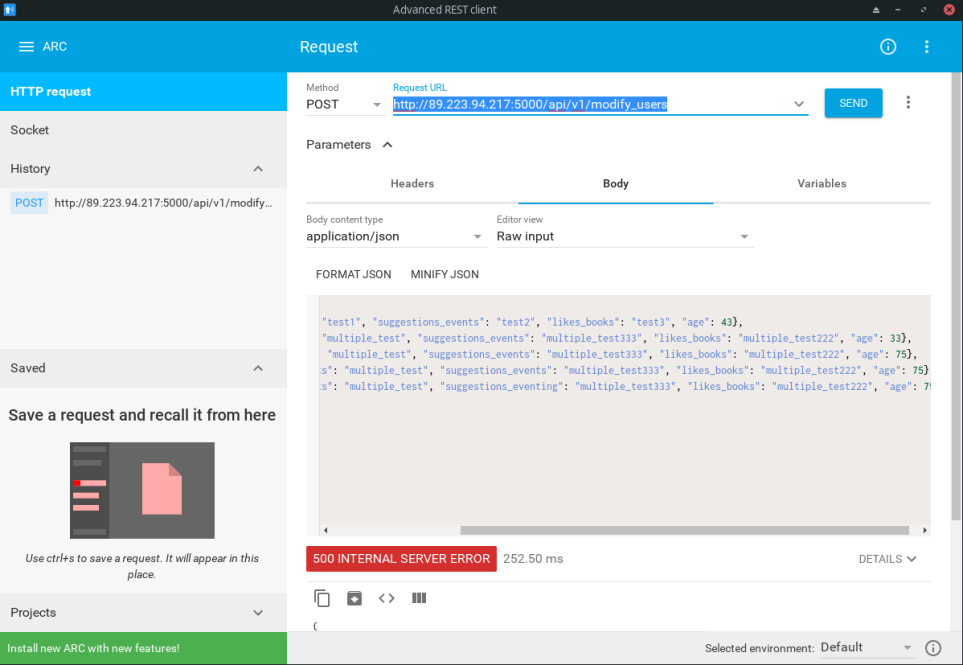 Advanced REST client
ARC
Request
HTTP request
Socket
History
POST http://89.223.94.217:5000/api/v1/modify...
Saved
Save a request and recall it from here
Use ctrl+s to save a request. It will appear in this
place.
Projects
Install new ARC with new features!
Method
POST
Request URL
http://89.223.94.217:5000/api/v1/modify_users
SEND
Parameters
Headers Body Variables
Body content type
application/json
Editor view
Raw input
FORMAT JSON MINIFY JSON
"test1", "suggestions_events": "test2", "likes_books": "test3", "age": 43},
"multiple_test", "suggestions_events": "multiple_test333", "likes_books": "multiple_test222", "age": 33},
"multiple_test", "suggestions_events": "multiple_test333", "likes_books": "multiple_test222", "age": 75},
s": "multiple_test", "suggestions_events": "multiple_test333", "likes_books": "multiple_test222", "age": 75}
ks": "multiple_test", "suggestions_eventing": "multiple_test333", "likes_books": "multiple_test222", "age": 75
500 INTERNAL SERVER ERROR 252.50 ms DETAILS
{
Selected environment: Default